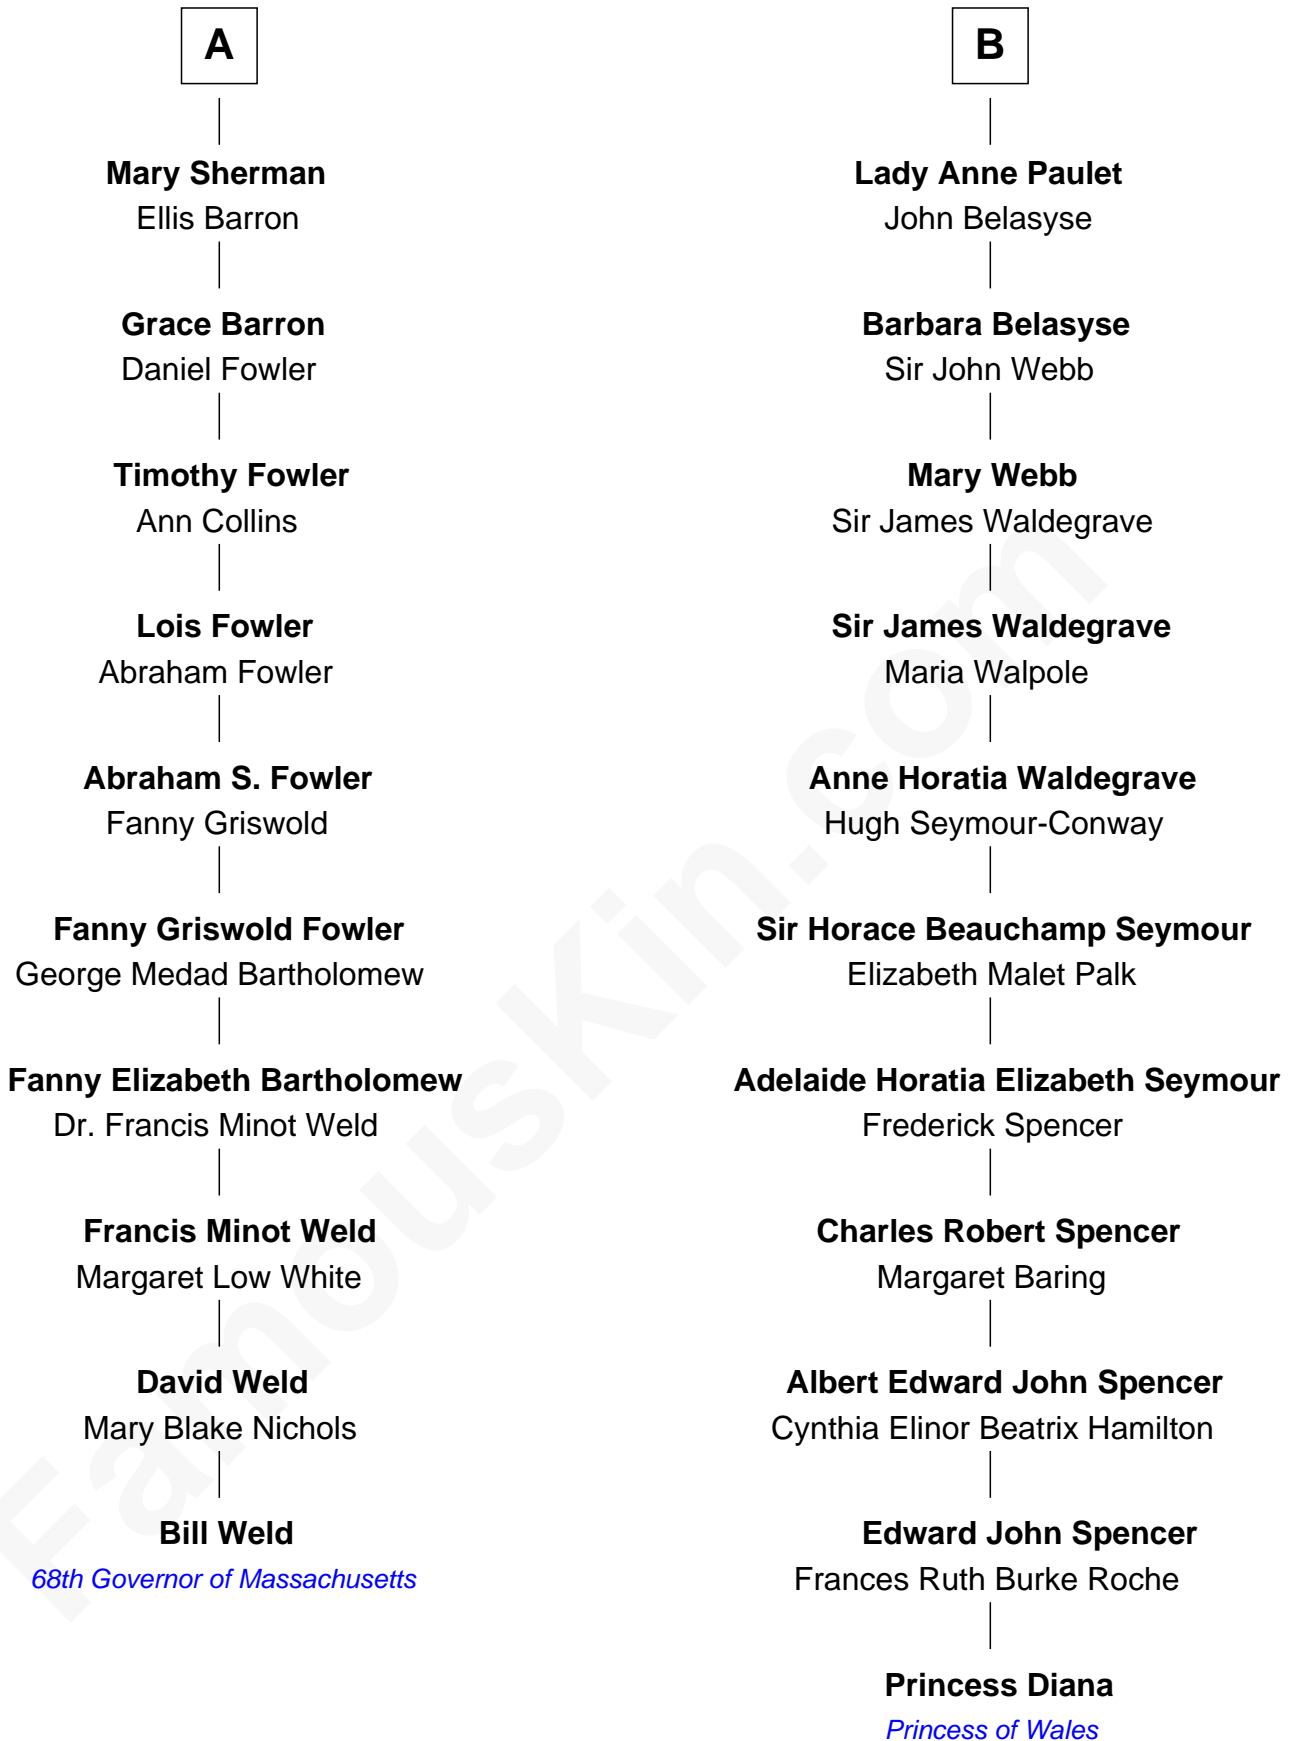 A
Mary Sherman
Ellis Barron
Grace Barron
Daniel Fowler
Timothy Fowler
Ann Collins
Lois Fowler
Abraham Fowler
Abraham S. Fowler
Fanny Griswold
Fanny Griswold Fowler
George Medad Bartholomew
Fanny Elizabeth Bartholomew
Dr. Francis Minot Weld
Francis Minot Weld
Margaret Low White
David Weld
Mary Blake Nichols
Bill Weld
68th Governor of Massachusetts
B
Lady Anne Paulet
John Belasyse
Barbara Belasyse
Sir John Webb
Mary Webb
Sir James Waldegrave
Sir James Waldegrave
Maria Walpole
Anne Horatia Waldegrave
Hugh Seymour-Conway
Sir Horace Beauchamp Seymour
Elizabeth Malet Palk
Adelaide Horatia Elizabeth Seymour
Frederick Spencer
Charles Robert Spencer
Margaret Baring
Albert Edward John Spencer
Cynthia Elinor Beatrix Hamilton
Edward John Spencer
Frances Ruth Burke Roche
Princess Diana
Princess of Wales
FamousKin.com